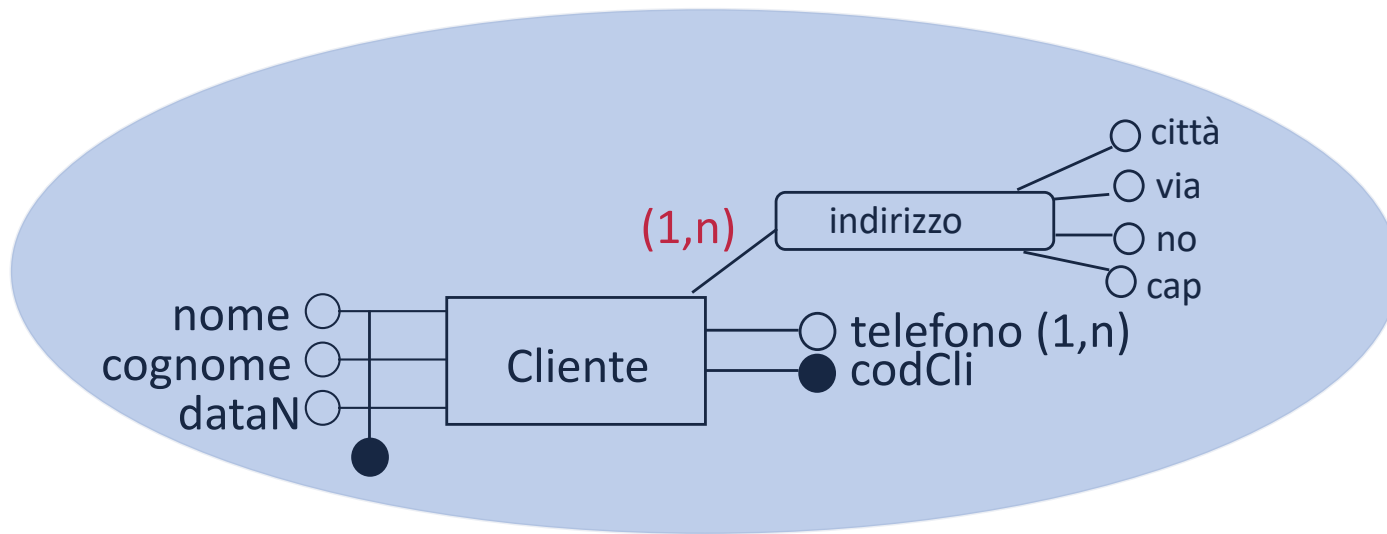 città
via
(1,n)
indirizzo
no
cap
nome
cognome
dataN
Cliente
telefono (1,n)
codCli